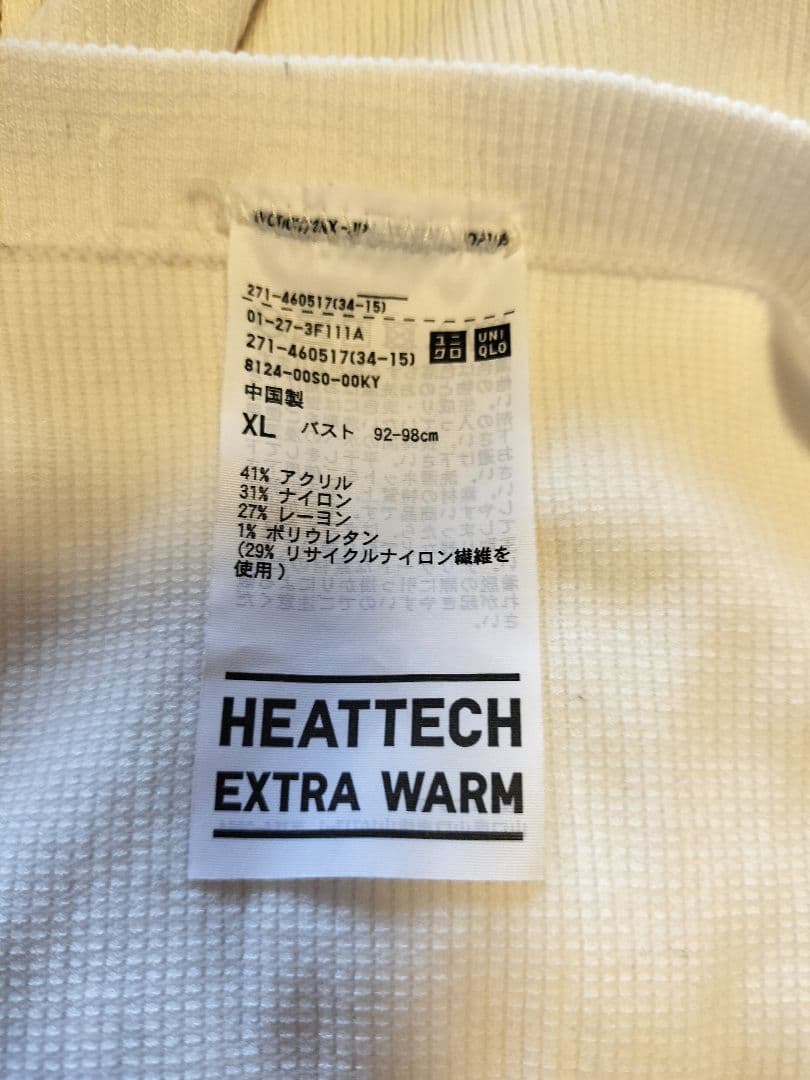 271-460517(34-15)
01-27-3F111A
271-460517(34-15)
ユニクロ
UNIQLO
8124-00S0-00KY
中国製
XL バスト 92-98cm
41% アクリル
31% ナイロン
27% レーヨン
1% ポリウレタン
(29% リサイクルナイロン繊維を
使用)
HEATTECH
EXTRA WARM